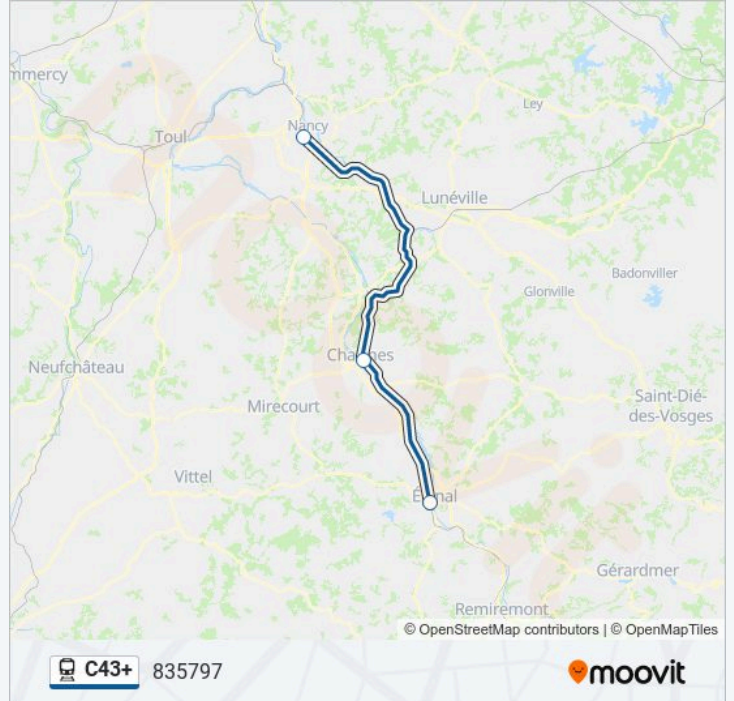 mmercy
Ley
Nancy
Toul
Lunéville
Badonviller
Glonville
Charmes
Neufchâteau
Mirecourt
Saint-Dié-
des-Vosges
Vittel
Épinal
Gérardmer
Remiremont
© OpenStreetMap contributors | © OpenMapTiles
C43+ 835797 moovit